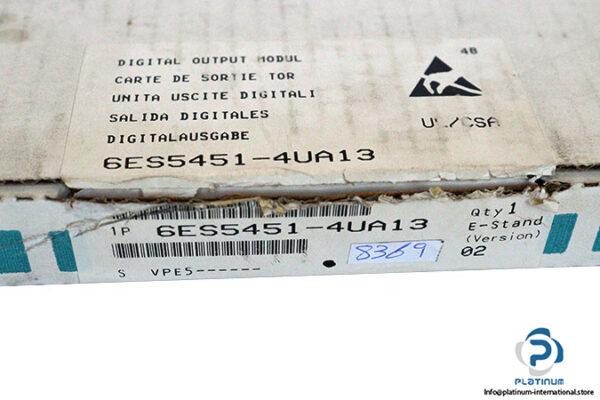 DIGITAL OUTPUT MODUL
CARTE DE SORTIE TOR
UNITA USCITE DIGITALI
SALIDA DIGITALES
DIGITALAUSGABE
6ES5451-4UA13
48
UL/CSA
1P 6ES5451-4UA13
Qty 1
E-Stand
(Version)
02
S VPE5------
8369
PLATINUM
Info@platinum-international.store